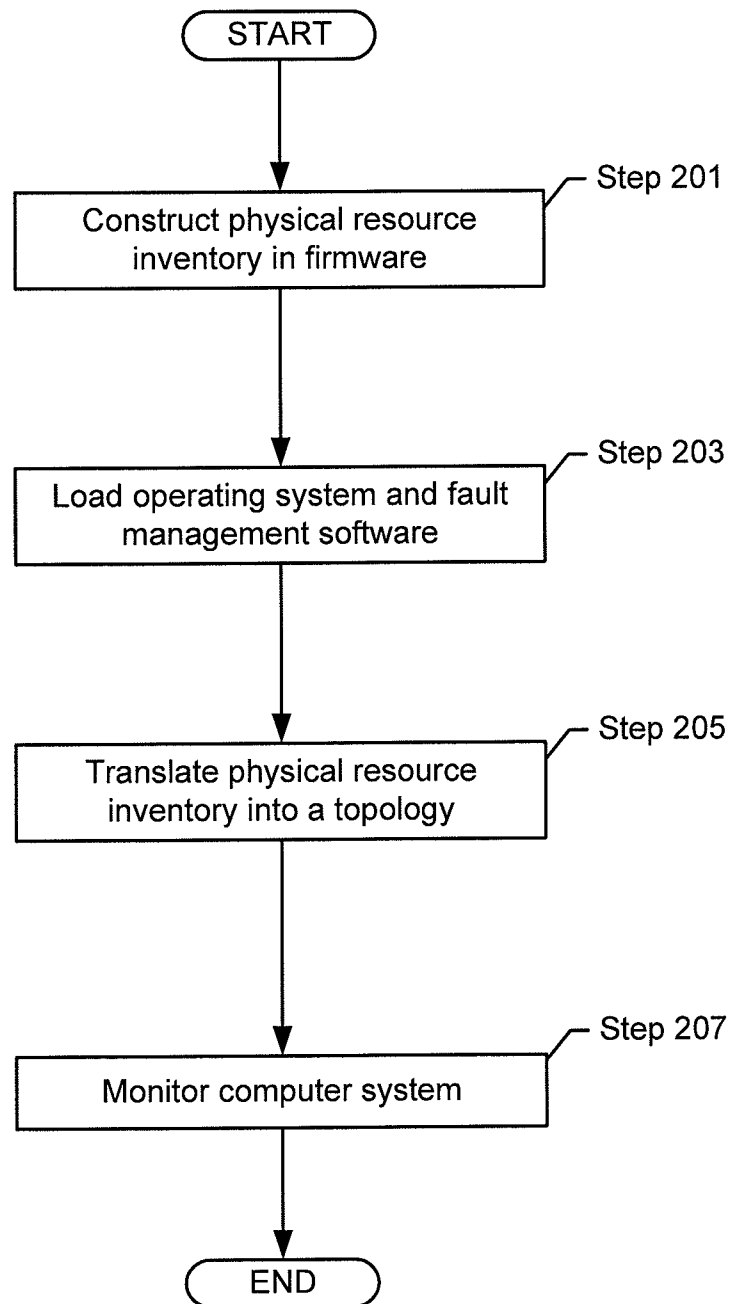 START
Step 201
Construct physical resource
inventory in firmware
Step 203
Load operating system and fault
management software
Step 205
Translate physical resource
inventory into a topology
Step 207
Monitor computer system
END